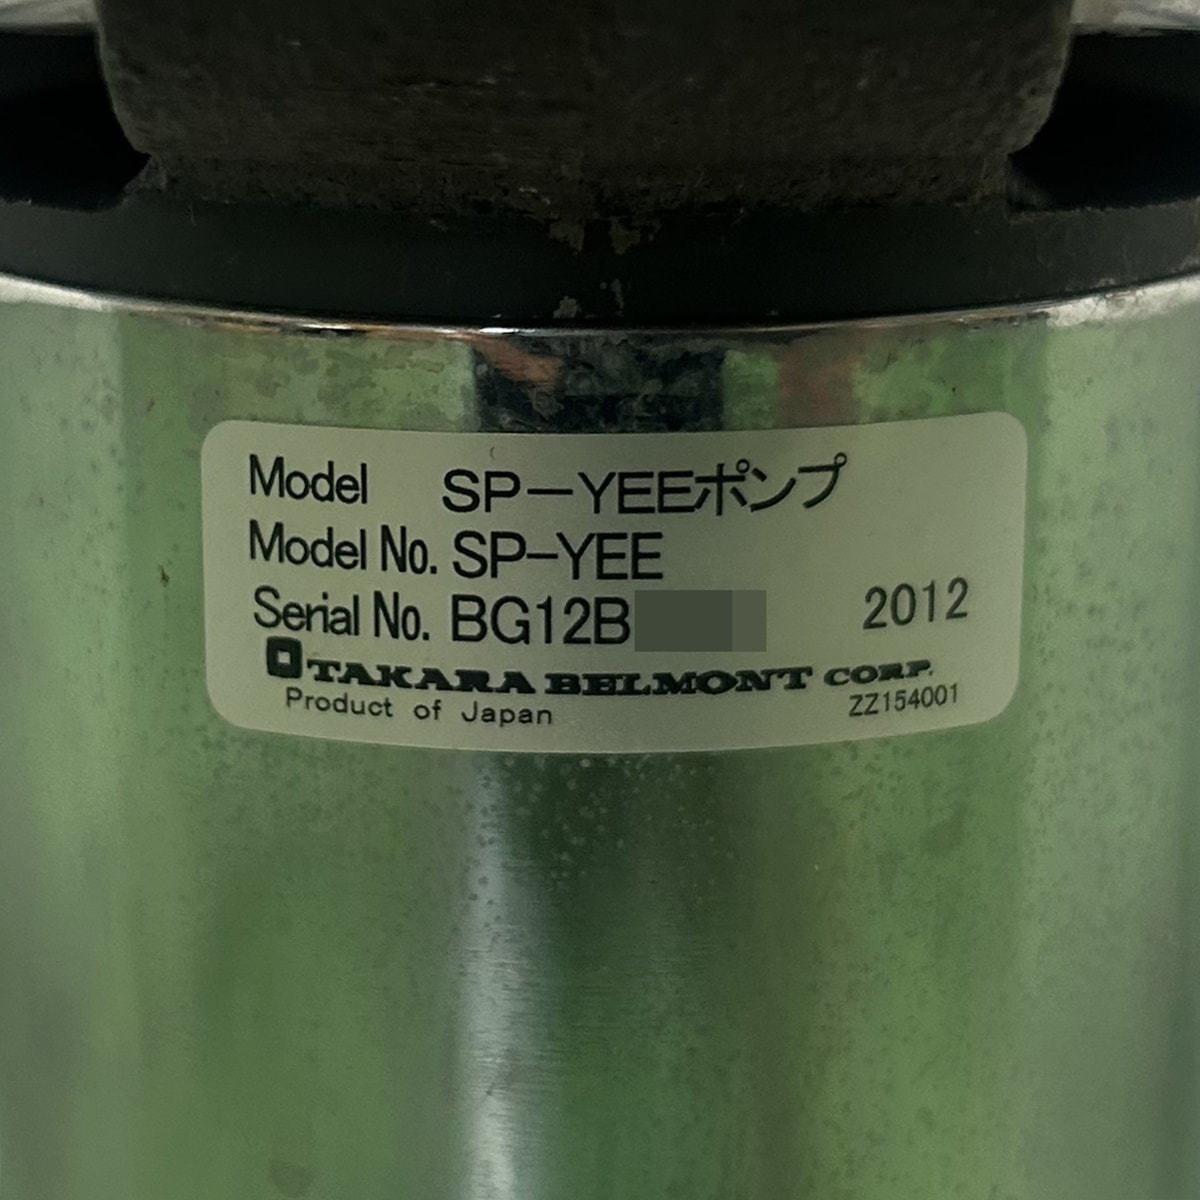 Model SP-YEEポンプ
Model No. SP-YEE
Serial No. BG12B 2012
TAKARA BELMONT CORP.
Product of Japan ZZ154001